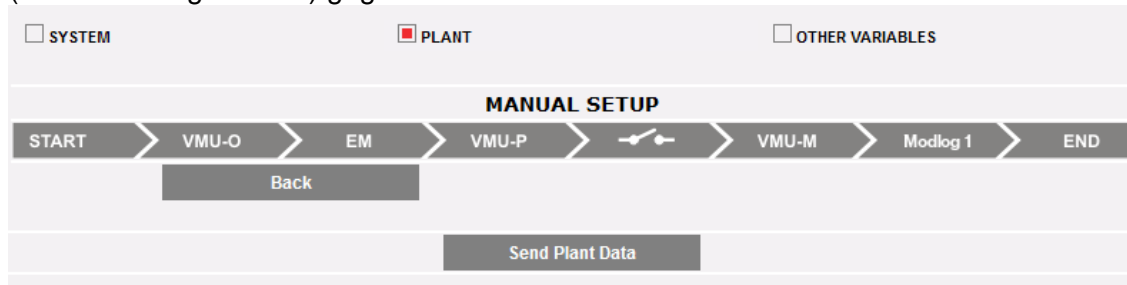 SYSTEM PLANT OTHER VARIABLES
MANUAL SETUP
START VMU-O EM VMU-P VMU-M Modlog 1 END
Back
Send Plant Data